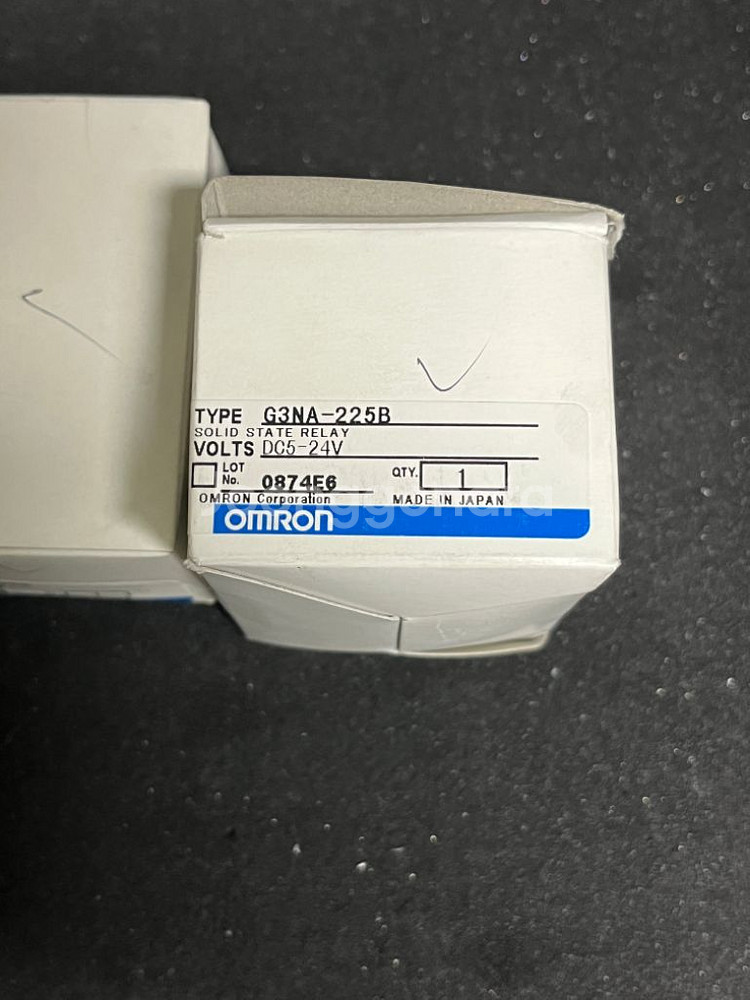 TYPE G3NA-225B
SOLID STATE RELAY
VOLTS DC5-24V
LOT No. 0874E6
QTY. 1
OMRON Corporation MADE IN JAPAN
OMRON